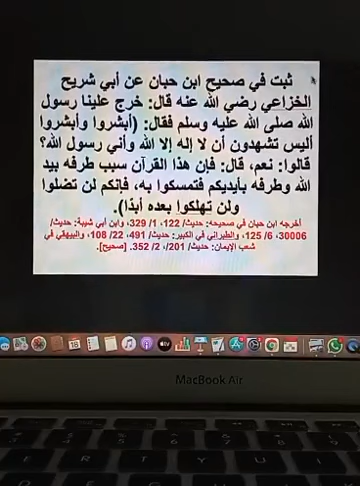 ثبت في صحيح ابن حبان عن أبي شريح
الخزاعي رضي الله عنه قال: خرج علينا رسول
الله صلى الله عليه وسلم فقال: (أبشروا وأبشروا
أليس تشهدون أن لا إله إلا الله وأني رسول الله؟
قالوا: نعم، قال: فإن هذا القرآن سبب طرفه بيد
الله وطرفه بأيديكم فتمسكوا به، فإنكم لن تضلوا
ولن تهلكوا بعده أبدًا).
أخرجه ابن حبان في صحيحه: حديث/ 122، 1/ 329، وابن أبي شيبة: حديث/
30006، 6/ 125، والطبراني في الكبير: حديث/ 491، 22/ 108، والبيهقي في
شعب الإيمان: حديث/ 201، 2/ 352. [صحيح].
18
MacBook Air